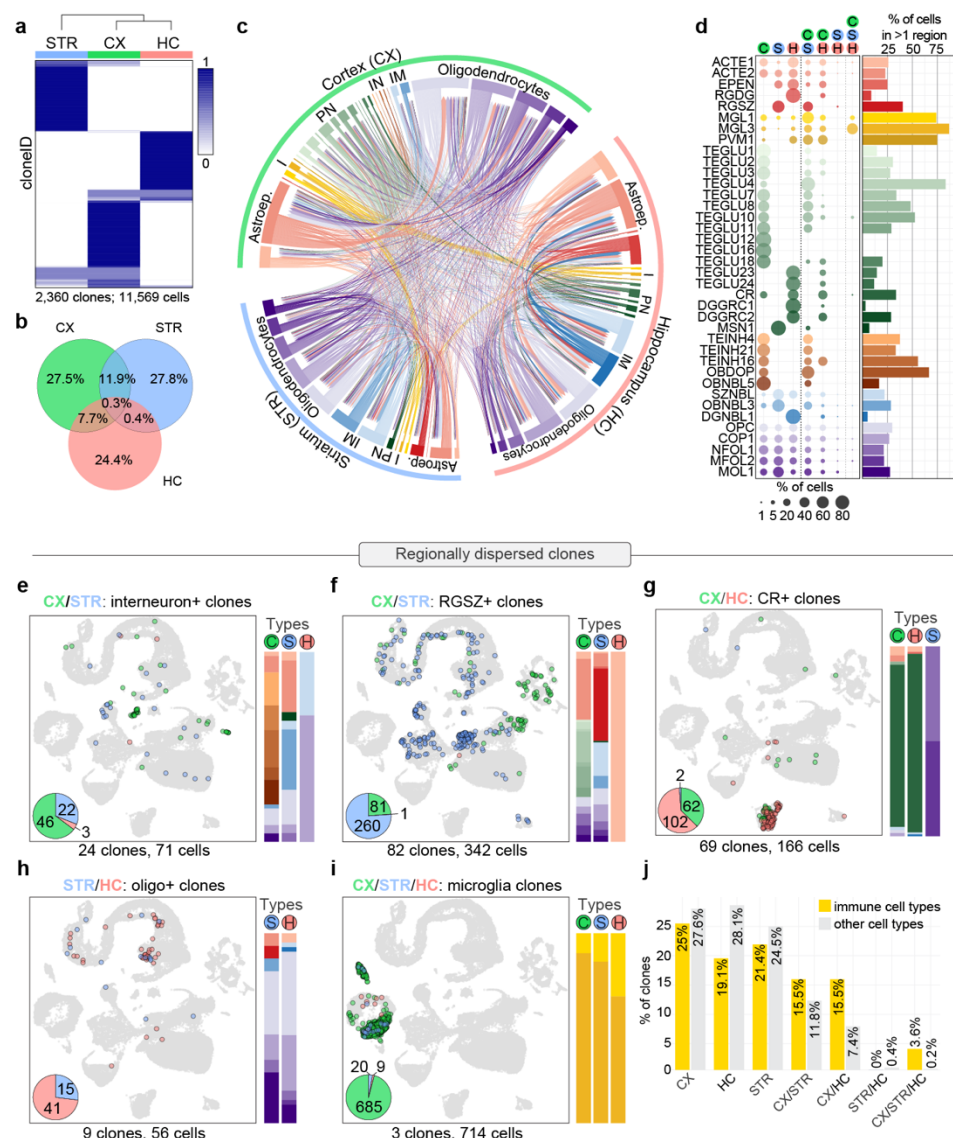 a
STR CX HC
1
0
cloneID
2,360 clones; 11,569 cells
b
CX STR
27.5% 11.9% 27.8%
0.3%
7.7% 0.4%
24.4%
HC
c
Cortex (CX)
Oligodendrocytes
IM
IN
PN
I
Astroep.
Hippocampus (HC)
Astroep.
I
PN
IM
Oligodendrocytes
Striatum (STR)
Oligodendrocytes
IM
PN
I
Astroep.
d
% of cells
in >1 region
25 50 75
C
C C S S
C S H S H H H
ACTE1
ACTE2
EPEN
RGDG
RGSZ
MGL1
MGL3
PVM1
TEGLU1
TEGLU2
TEGLU3
TEGLU4
TEGLU7
TEGLU8
TEGLU10
TEGLU11
TEGLU12
TEGLU16
TEGLU18
TEGLU23
TEGLU24
CR
DGGRC1
DGGRC2
MSN1
TEINH4
TEINH21
TEINH16
OBDOP
OBNBL5
SZNBL
OBNBL3
DGNBL1
OPC
COP1
NFOL1
MFOL2
MOL1
% of cells
1 5 20 40 60 80
Regionally dispersed clones
e
CX/STR: interneuron+ clones
Types
C S H
22
46
3
24 clones, 71 cells
f
CX/STR: RGSZ+ clones
Types
C S H
81
1
260
82 clones, 342 cells
g
CX/HC: CR+ clones
Types
C H S
2
62
102
69 clones, 166 cells
h
STR/HC: oligo+ clones
Types
S H
15
41
9 clones, 56 cells
i
CX/STR/HC: microglia clones
Types
C S H
20 9
685
3 clones, 714 cells
j
immune cell types
other cell types
% of clones
25
20
15
10
5
0
25% 27.6%
19.1% 28.1%
21.4% 24.5%
15.5% 11.8%
15.5% 7.4%
0% 0.4%
3.6% 0.2%
CX
HC
STR
CX/STR
CX/HC
STR/HC
CX/STR/HC